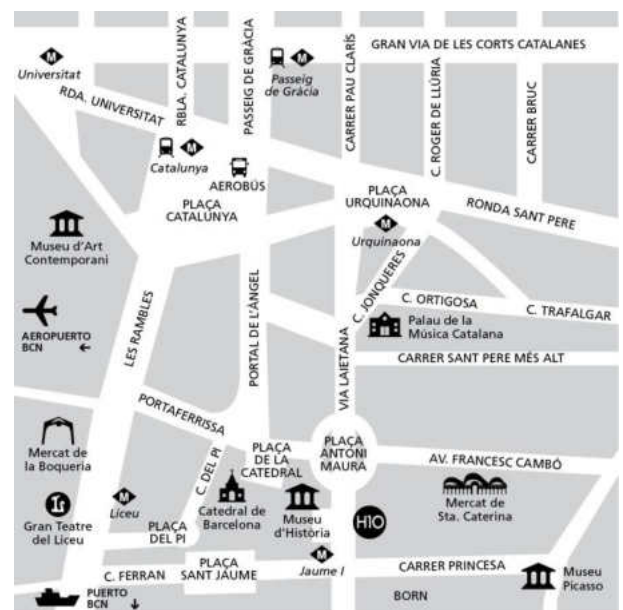 GRAN VIA DE LES CORTS CATALANES
M
Universitat
RDA. UNIVERSITAT
RBLA. CATALUNYA
PASSEIG DE GRÀCIA
M
Passeig
de Gràcia
CARRER PAU CLARÍS
C. ROGER DE LLÚRIA
CARRER BRUC
M
Catalunya
AEROBÚS
PLAÇA
CATALUNYA
PLAÇA
URQUINAONA
M
Urquinaona
RONDA SANT PERE
Museu d'Art
Contemporani
C. JONQUERES
C. ORTIGOSA
C. TRAFALGAR
AEROPUERTO
BCN ←
LES RAMBLES
PORTAL DE L'ÀNGEL
VIA LAIETANA
Palau de la
Música Catalana
CARRER SANT PERE MÉS ALT
PORTAFERRISSA
Mercat de
la Boqueria
C. DEL PI
PLAÇA
DE LA
CATEDRAL
PLAÇA
ANTONI
MAURA
AV. FRANCESC CAMBÓ
Gran Teatre
del Liceu
M
Liceu
PLAÇA
DEL PI
Catedral de
Barcelona
Museu
d'Història
H10
Mercat de
Sta. Caterina
C. FERRAN
PLAÇA
SANT JAUME
M
Jaume I
CARRER PRINCESA
Museu
Picasso
PUERTO
BCN ↓
BORN